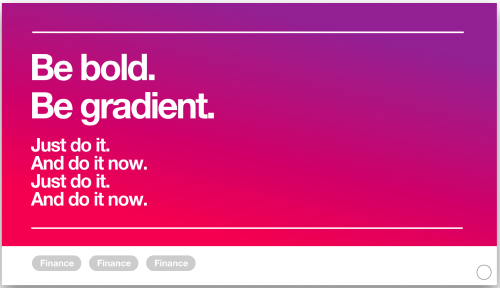 Be bold.
Be gradient.
Just do it.
And do it now.
Just do it.
And do it now.
Finance Finance Finance